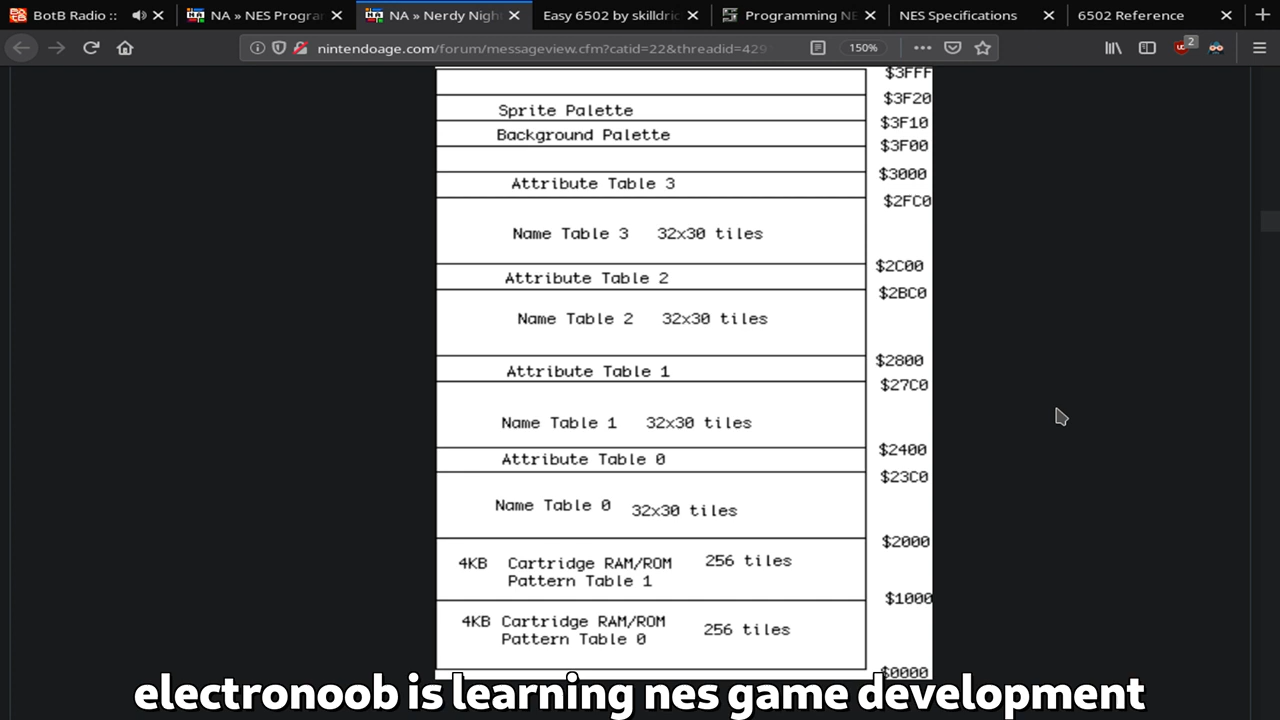 BotB Radio ::
NA » NES Progra
NA » Nerdy Nigh
Easy 6502 by skilldric
Programming NE
NES Specifications
6502 Reference
nintendoage.com/forum/messageview.cfm?catid=22&threadid=429
150%
2
$3FFF
$3F20
Sprite Palette
$3F10
Background Palette
$3F00
$3000
Attribute Table 3
$2FC0
Name Table 3 32x30 tiles
$2C00
Attribute Table 2
$2BC0
Name Table 2 32x30 tiles
$2800
Attribute Table 1
$27C0
Name Table 1 32x30 tiles
$2400
Attribute Table 0
$23C0
Name Table 0 32x30 tiles
$2000
4KB Cartridge RAM/ROM 256 tiles
Pattern Table 1
$1000
4KB Cartridge RAM/ROM 256 tiles
Pattern Table 0
$0000
electronoob is learning nes game development